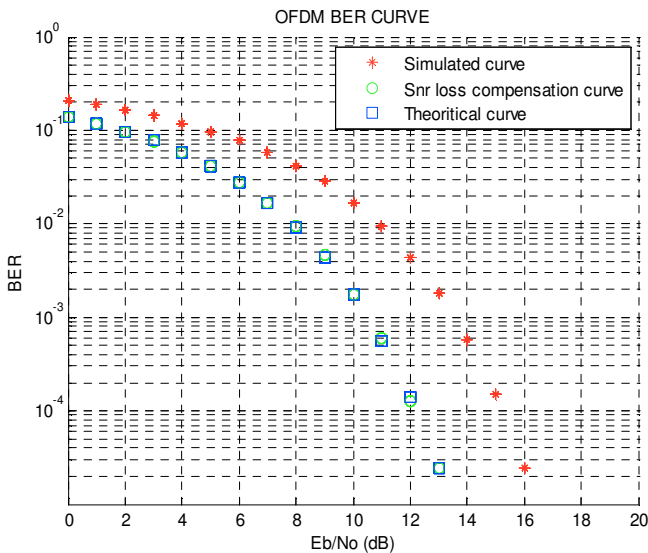 OFDM BER CURVE
10^0
10^-1
10^-2
10^-3
10^-4
BER
Simulated curve
Snr loss compensation curve
Theoritical curve
0 2 4 6 8 10 12 14 16 18 20
Eb/No (dB)